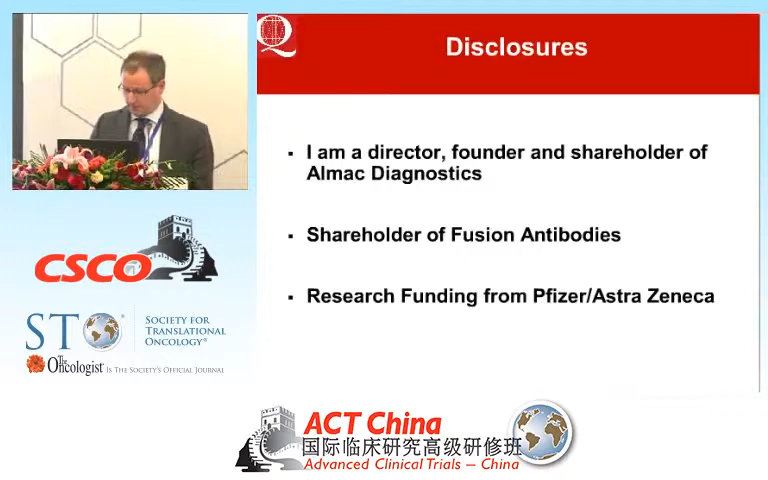 Disclosures
▪ I am a director, founder and shareholder of
Almac Diagnostics
▪ Shareholder of Fusion Antibodies
▪ Research Funding from Pfizer/Astra Zeneca
CSCO
STO
SOCIETY FOR
TRANSLATIONAL
ONCOLOGY®
The Oncologist IS THE SOCIETY'S OFFICIAL JOURNAL
ACT China
国际临床研究高级研修班
Advanced Clinical Trials – China